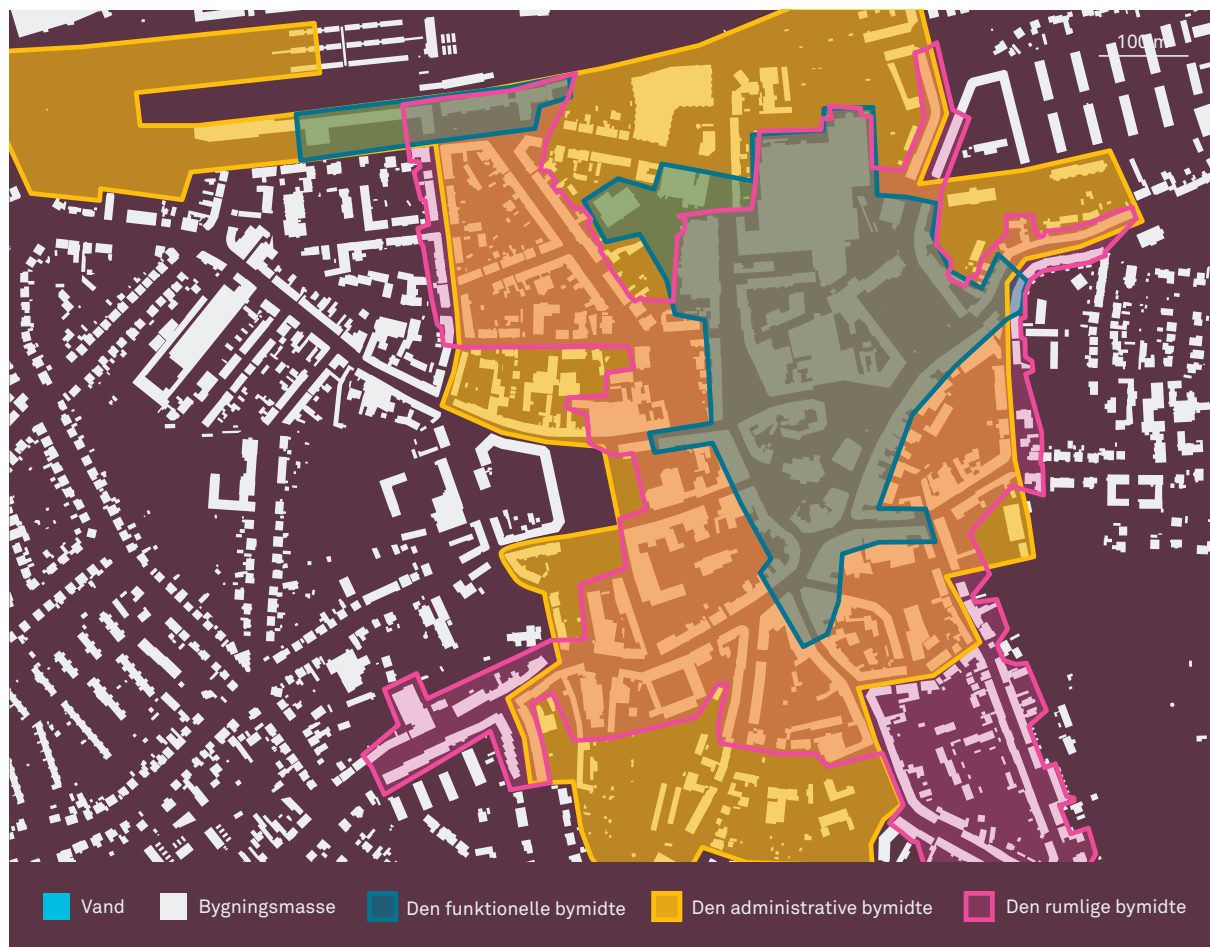 100 m
Vand
Bygningsmasse
Den funktionelle bymidte
Den administrative bymidte
Den rumlige bymidte